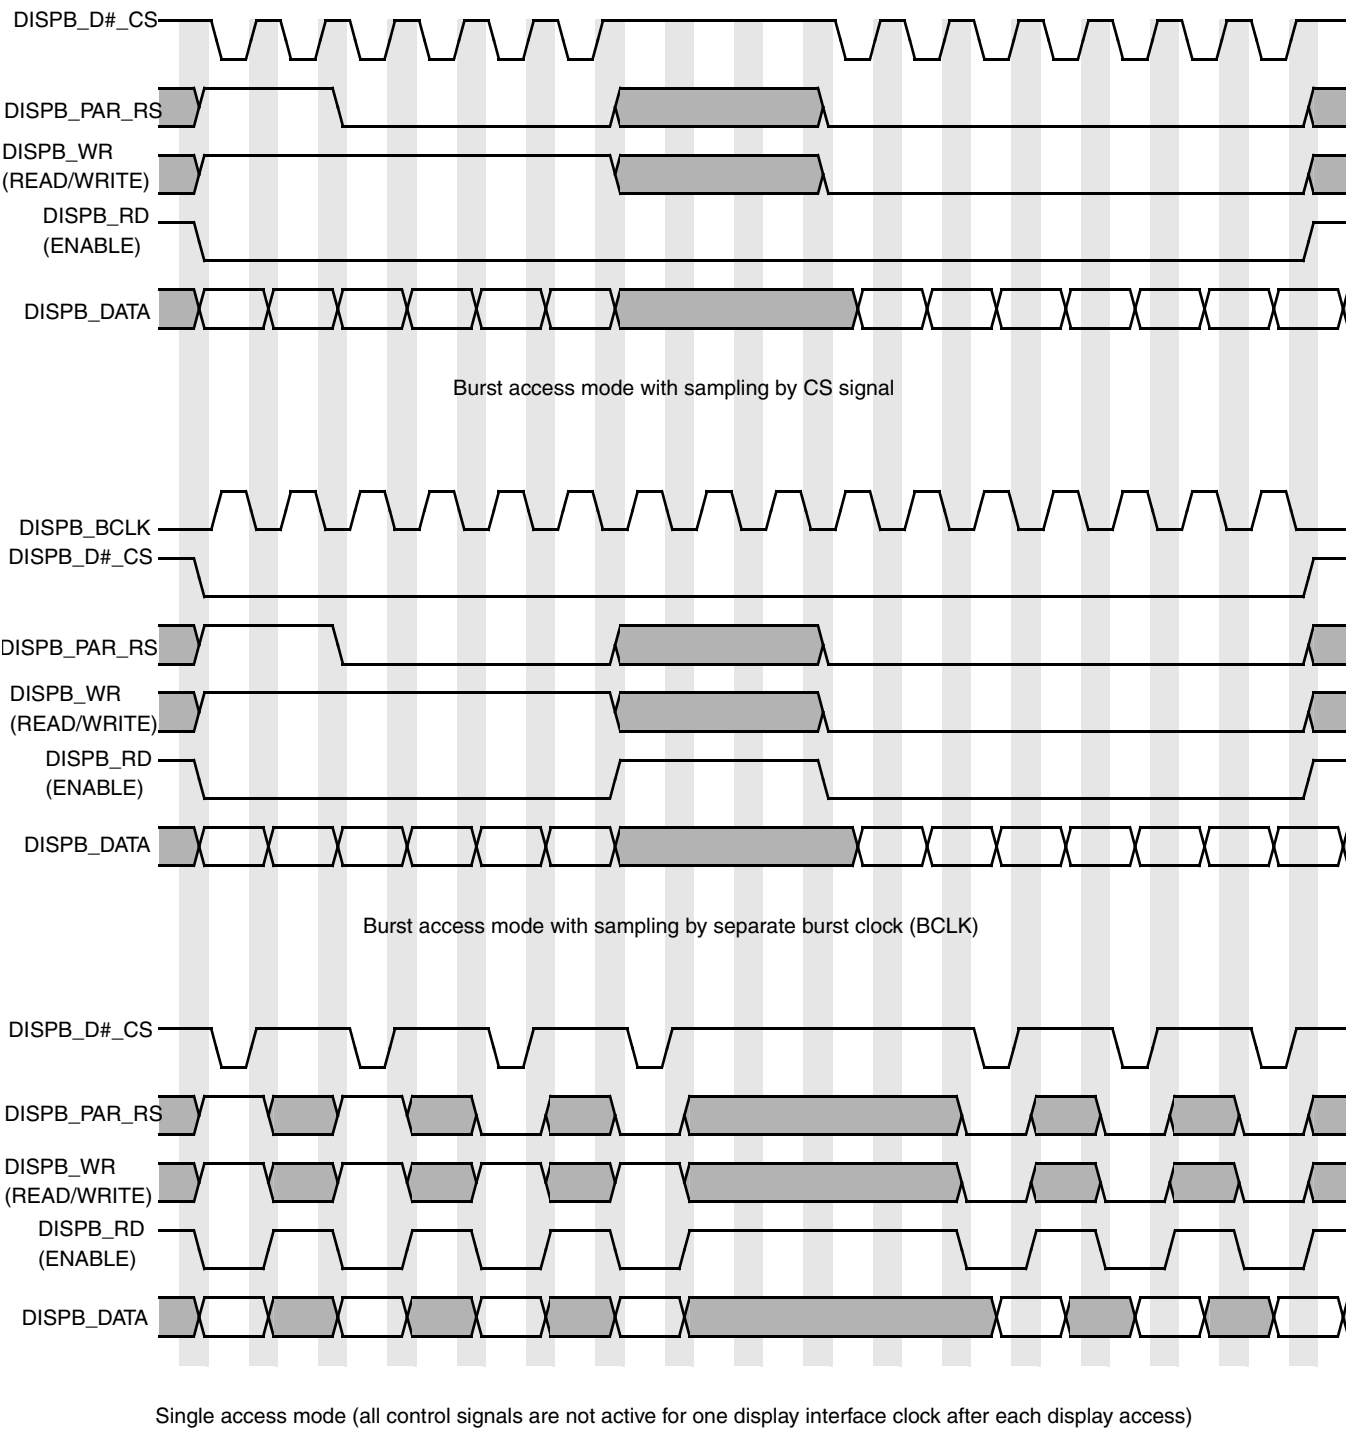 DISPB_D#_CS
DISPB_PAR_RS
DISPB_WR
(READ/WRITE)
DISPB_RD
(ENABLE)
DISPB_DATA
Burst access mode with sampling by CS signal
DISPB_BCLK
DISPB_D#_CS
DISPB_PAR_RS
DISPB_WR
(READ/WRITE)
DISPB_RD
(ENABLE)
DISPB_DATA
Burst access mode with sampling by separate burst clock (BCLK)
DISPB_D#_CS
DISPB_PAR_RS
DISPB_WR
(READ/WRITE)
DISPB_RD
(ENABLE)
DISPB_DATA
Single access mode (all control signals are not active for one display interface clock after each display access)